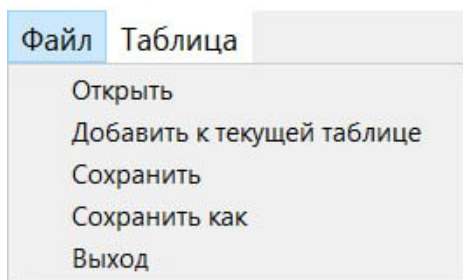 Файл Таблица
Открыть
Добавить к текущей таблице
Сохранить
Сохранить как
Выход